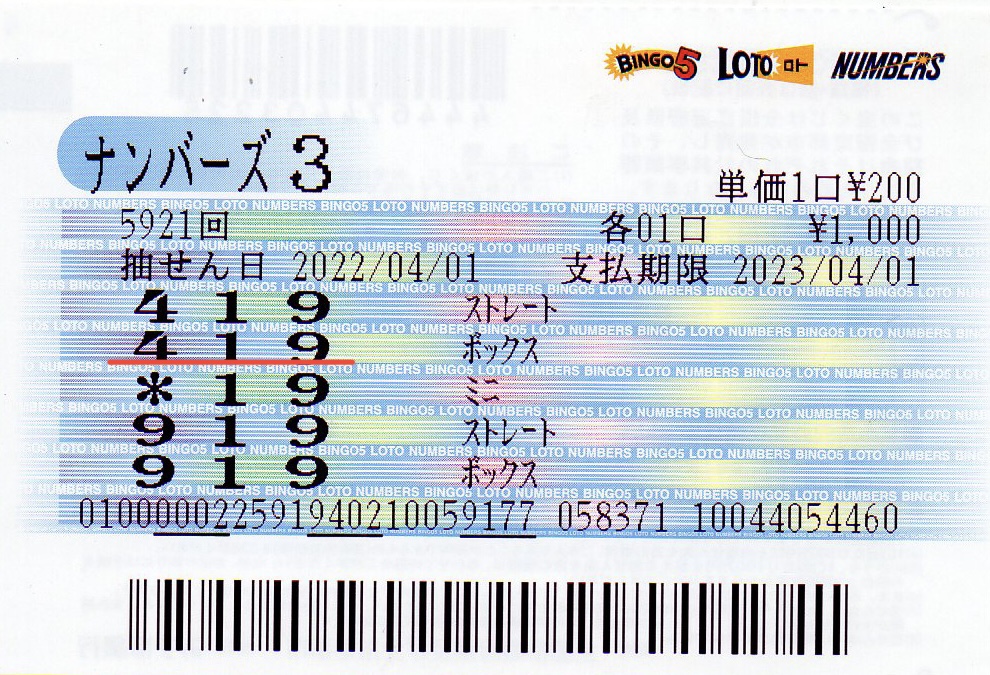 BINGO5 LOTO ロト NUMBERS
ナンバーズ 3
単価1口¥200
5921回 各01口 ¥1,000
抽せん日 2022/04/01 支払期限 2023/04/01
4 1 9 ストレート
4 1 9 ボックス
* 1 9 ミニ
9 1 9 ストレート
9 1 9 ボックス
010000022591940210059177 058371 10044054460